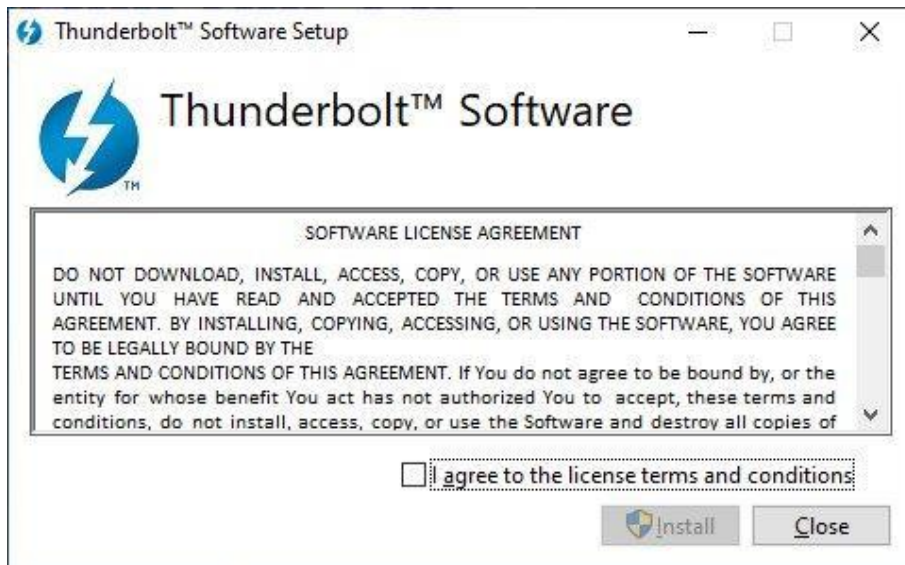 Thunderbolt™ Software Setup
Thunderbolt™ Software
TM
SOFTWARE LICENSE AGREEMENT
DO NOT DOWNLOAD, INSTALL, ACCESS, COPY, OR USE ANY PORTION OF THE SOFTWARE
UNTIL YOU HAVE READ AND ACCEPTED THE TERMS AND CONDITIONS OF THIS
AGREEMENT. BY INSTALLING, COPYING, ACCESSING, OR USING THE SOFTWARE, YOU AGREE
TO BE LEGALLY BOUND BY THE
TERMS AND CONDITIONS OF THIS AGREEMENT. If You do not agree to be bound by, or the
entity for whose benefit You act has not authorized You to accept, these terms and
conditions, do not install, access, copy, or use the Software and destroy all copies of
I agree to the license terms and conditions
Install
Close